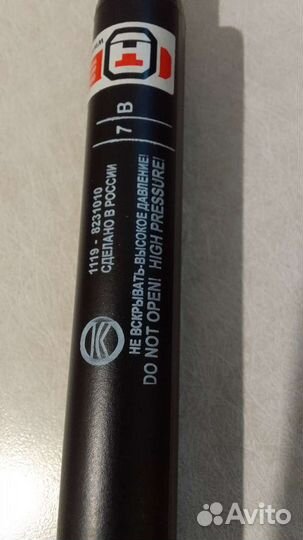 7 В
1119 - 8231010
СДЕЛАНО В РОССИИ
НЕ ВСКРЫВАТЬ-ВЫСОКОЕ ДАВЛЕНИЕ!
DO NOT OPEN! HIGH PRESSURE!
Avito